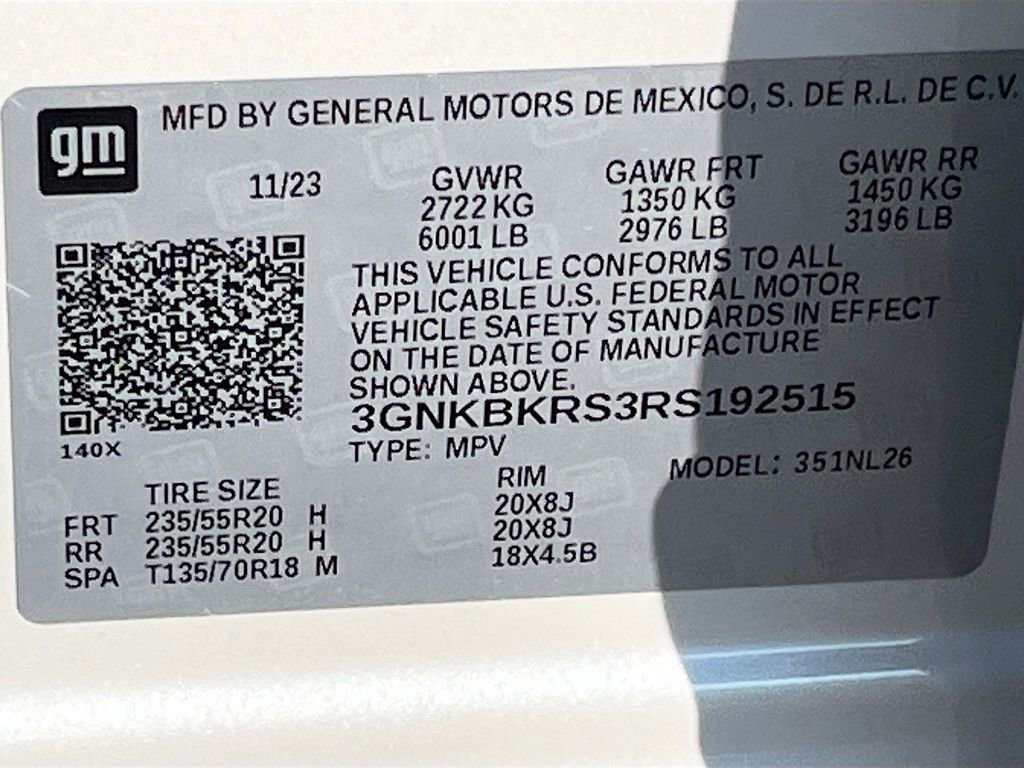 gm
MFD BY GENERAL MOTORS DE MEXICO, S. DE R.L. DE C.V.
11/23 GVWR GAWR FRT GAWR RR
2722 KG 1350 KG 1450 KG
6001 LB 2976 LB 3196 LB
THIS VEHICLE CONFORMS TO ALL
APPLICABLE U.S. FEDERAL MOTOR
VEHICLE SAFETY STANDARDS IN EFFECT
ON THE DATE OF MANUFACTURE
SHOWN ABOVE.
3GNKBKRS3RS192515
140X
TYPE: MPV MODEL: 351NL26
TIRE SIZE RIM
FRT 235/55R20 H 20X8J
RR 235/55R20 H 20X8J
SPA T135/70R18 M 18X4.5B